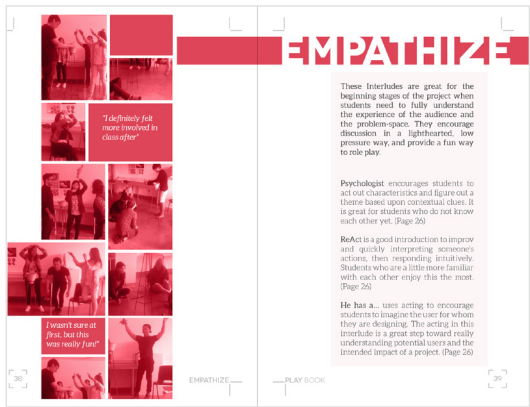 "I definitely felt
more involved in
class after"
I wasn't sure at
first, but this
was really fun!"
38
EMPATHIZE
EMPATHIZE
These Interludes are great for the
beginning stages of the project when
students need to fully understand
the experience of the audience and
the problem-space. They encourage
discussion in a lighthearted, low
pressure way, and provide a fun way
to role play.
Psychologist encourages students to
act out characteristics and figure out a
theme based upon contextual clues. It
is great for students who do not know
each other yet. (Page 26)
ReAct is a good introduction to improv
and quickly interpreting someone's
actions, then responding intuitively.
Students who are a little more familiar
with each other enjoy this the most.
(Page 26)
He has a... uses acting to encourage
students to imagine the user for whom
they are designing. The acting in this
interlude is a great step toward really
understanding potential users and the
intended impact of a project. (Page 26)
PLAY BOOK
39